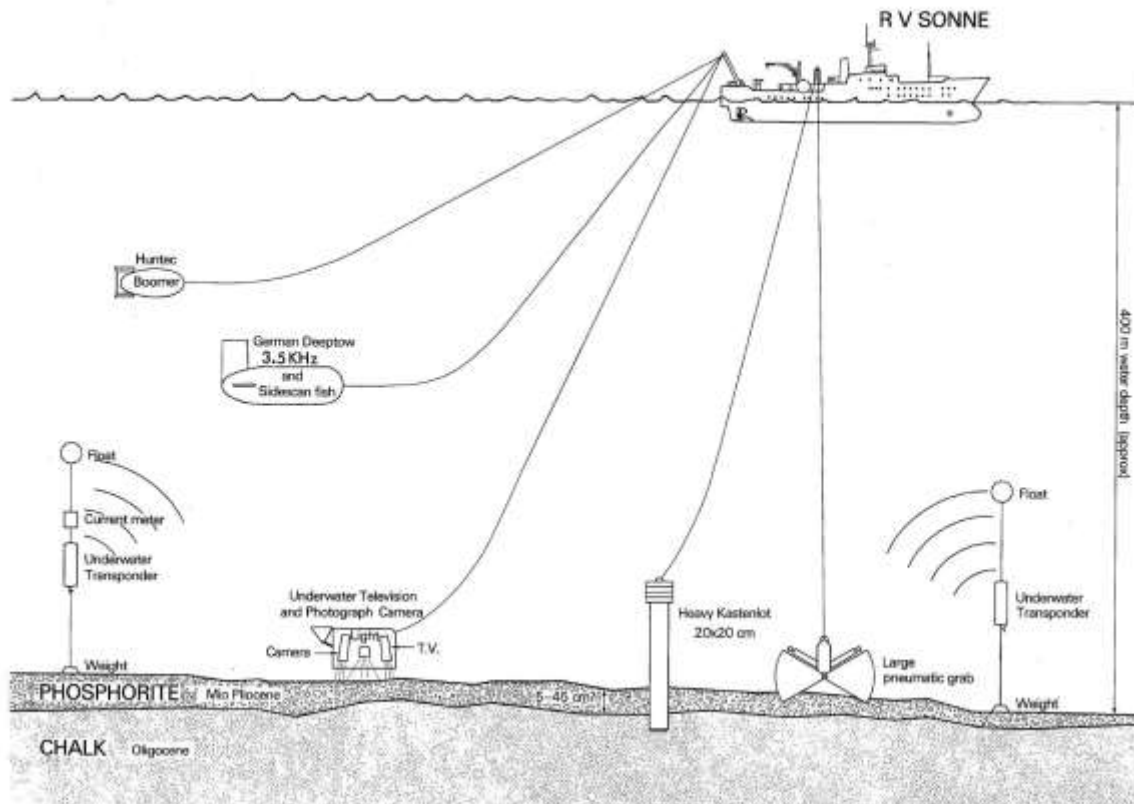 R V SONNE
Huntec
Boomer
German Deeptow
3.5 KHz
and
Sidescan fish
400 m water depth (approx)
Float
Current meter
Underwater
Transponder
Weight
Underwater Television
and Photograph Camera
Light
Camera
T.V.
Heavy Kastenlot
20x20 cm
Large
pneumatic grab
Float
Underwater
Transponder
Weight
PHOSPHORITE Min Pliocene
5-45 cm
CHALK Oligocene